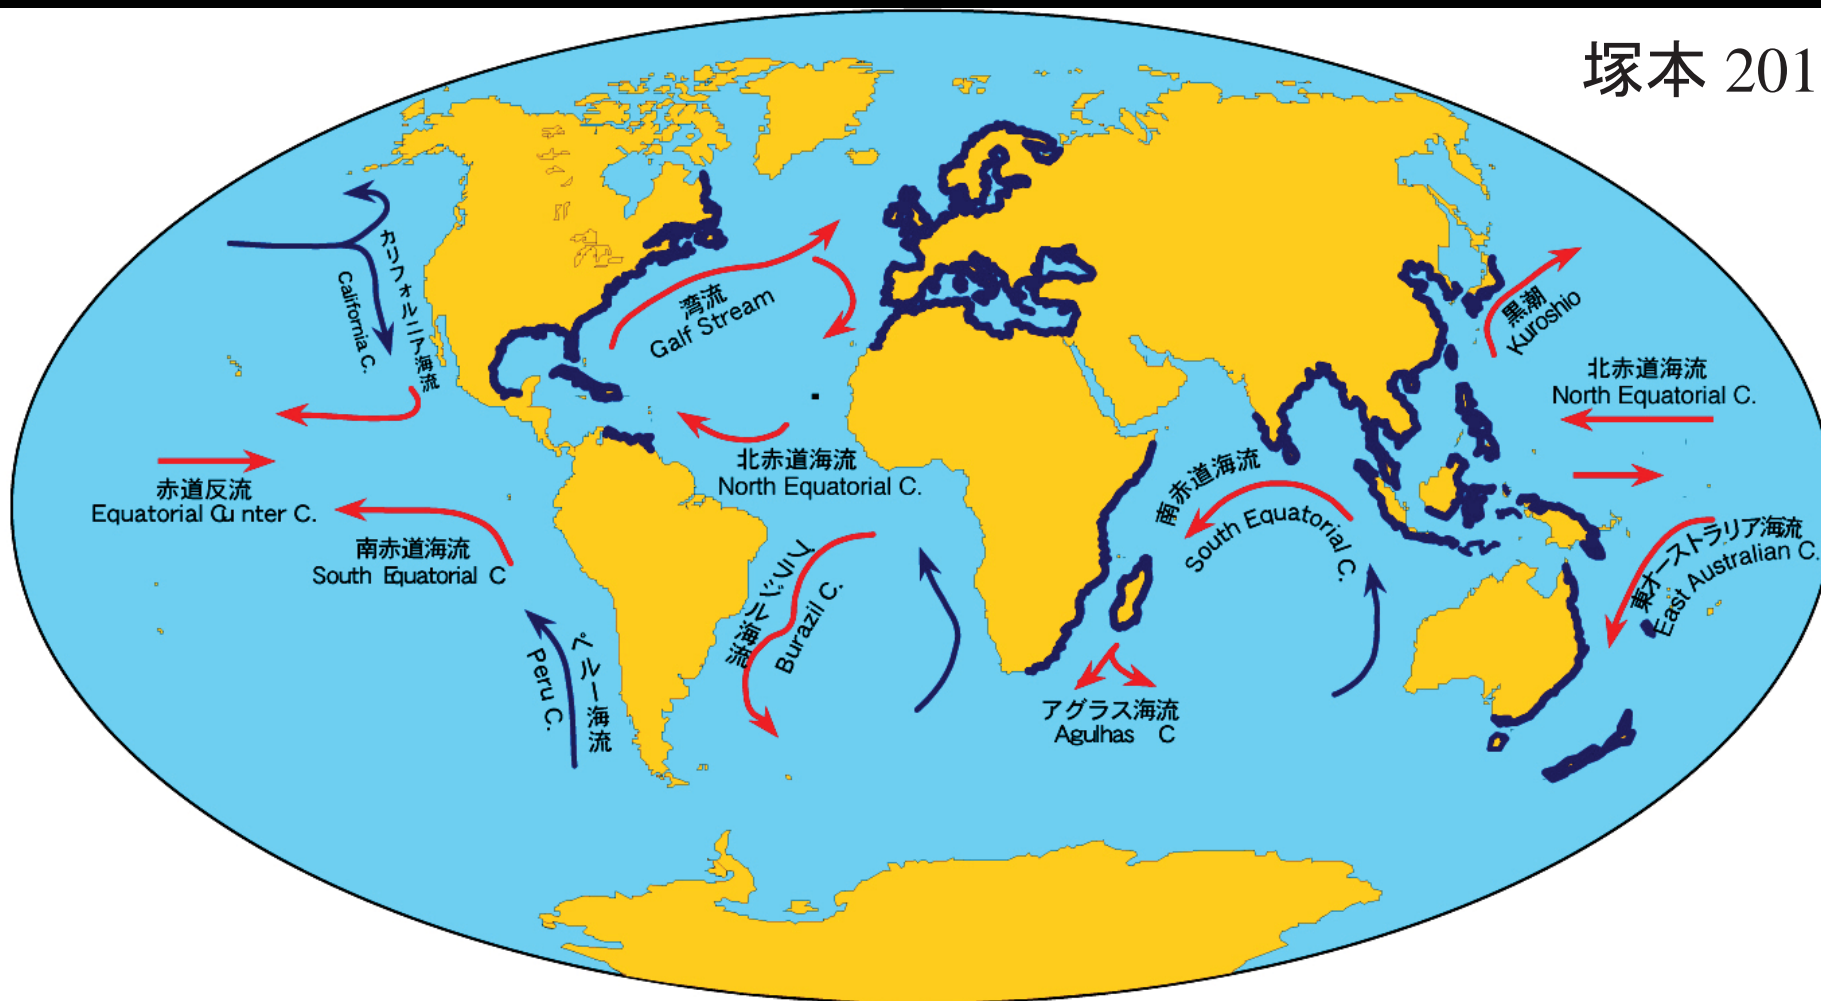 塚本 201
カリフォルニア海流
California C.
湾流
Galf Stream
黒潮
Kuroshio
北赤道海流
North Equatorial C.
赤道反流
Equatorial Cu nter C.
南赤道海流
South Equatorial C
北赤道海流
North Equatorial C.
南赤道海流
South Equatorial C.
東オーストラリア海流
East Australian C.
ペルー海流
Peru C.
ブラジル海流
Burazil C.
アグラス海流
Agulhas C